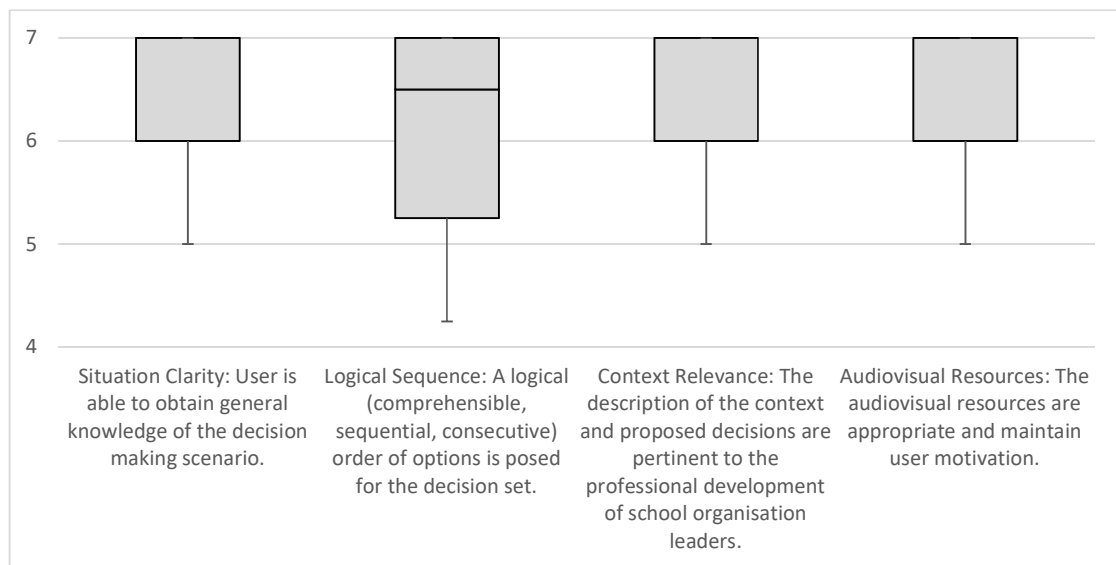 7
6
5
4
Situation Clarity: User is
able to obtain general
knowledge of the decision
making scenario.
Logical Sequence: A logical
(comprehensible,
sequential, consecutive)
order of options is posed
for the decision set.
Context Relevance: The
description of the context
and proposed decisions are
pertinent to the
professional development
of school organisation
leaders.
Audiovisual Resources: The
audiovisual resources are
appropriate and maintain
user motivation.